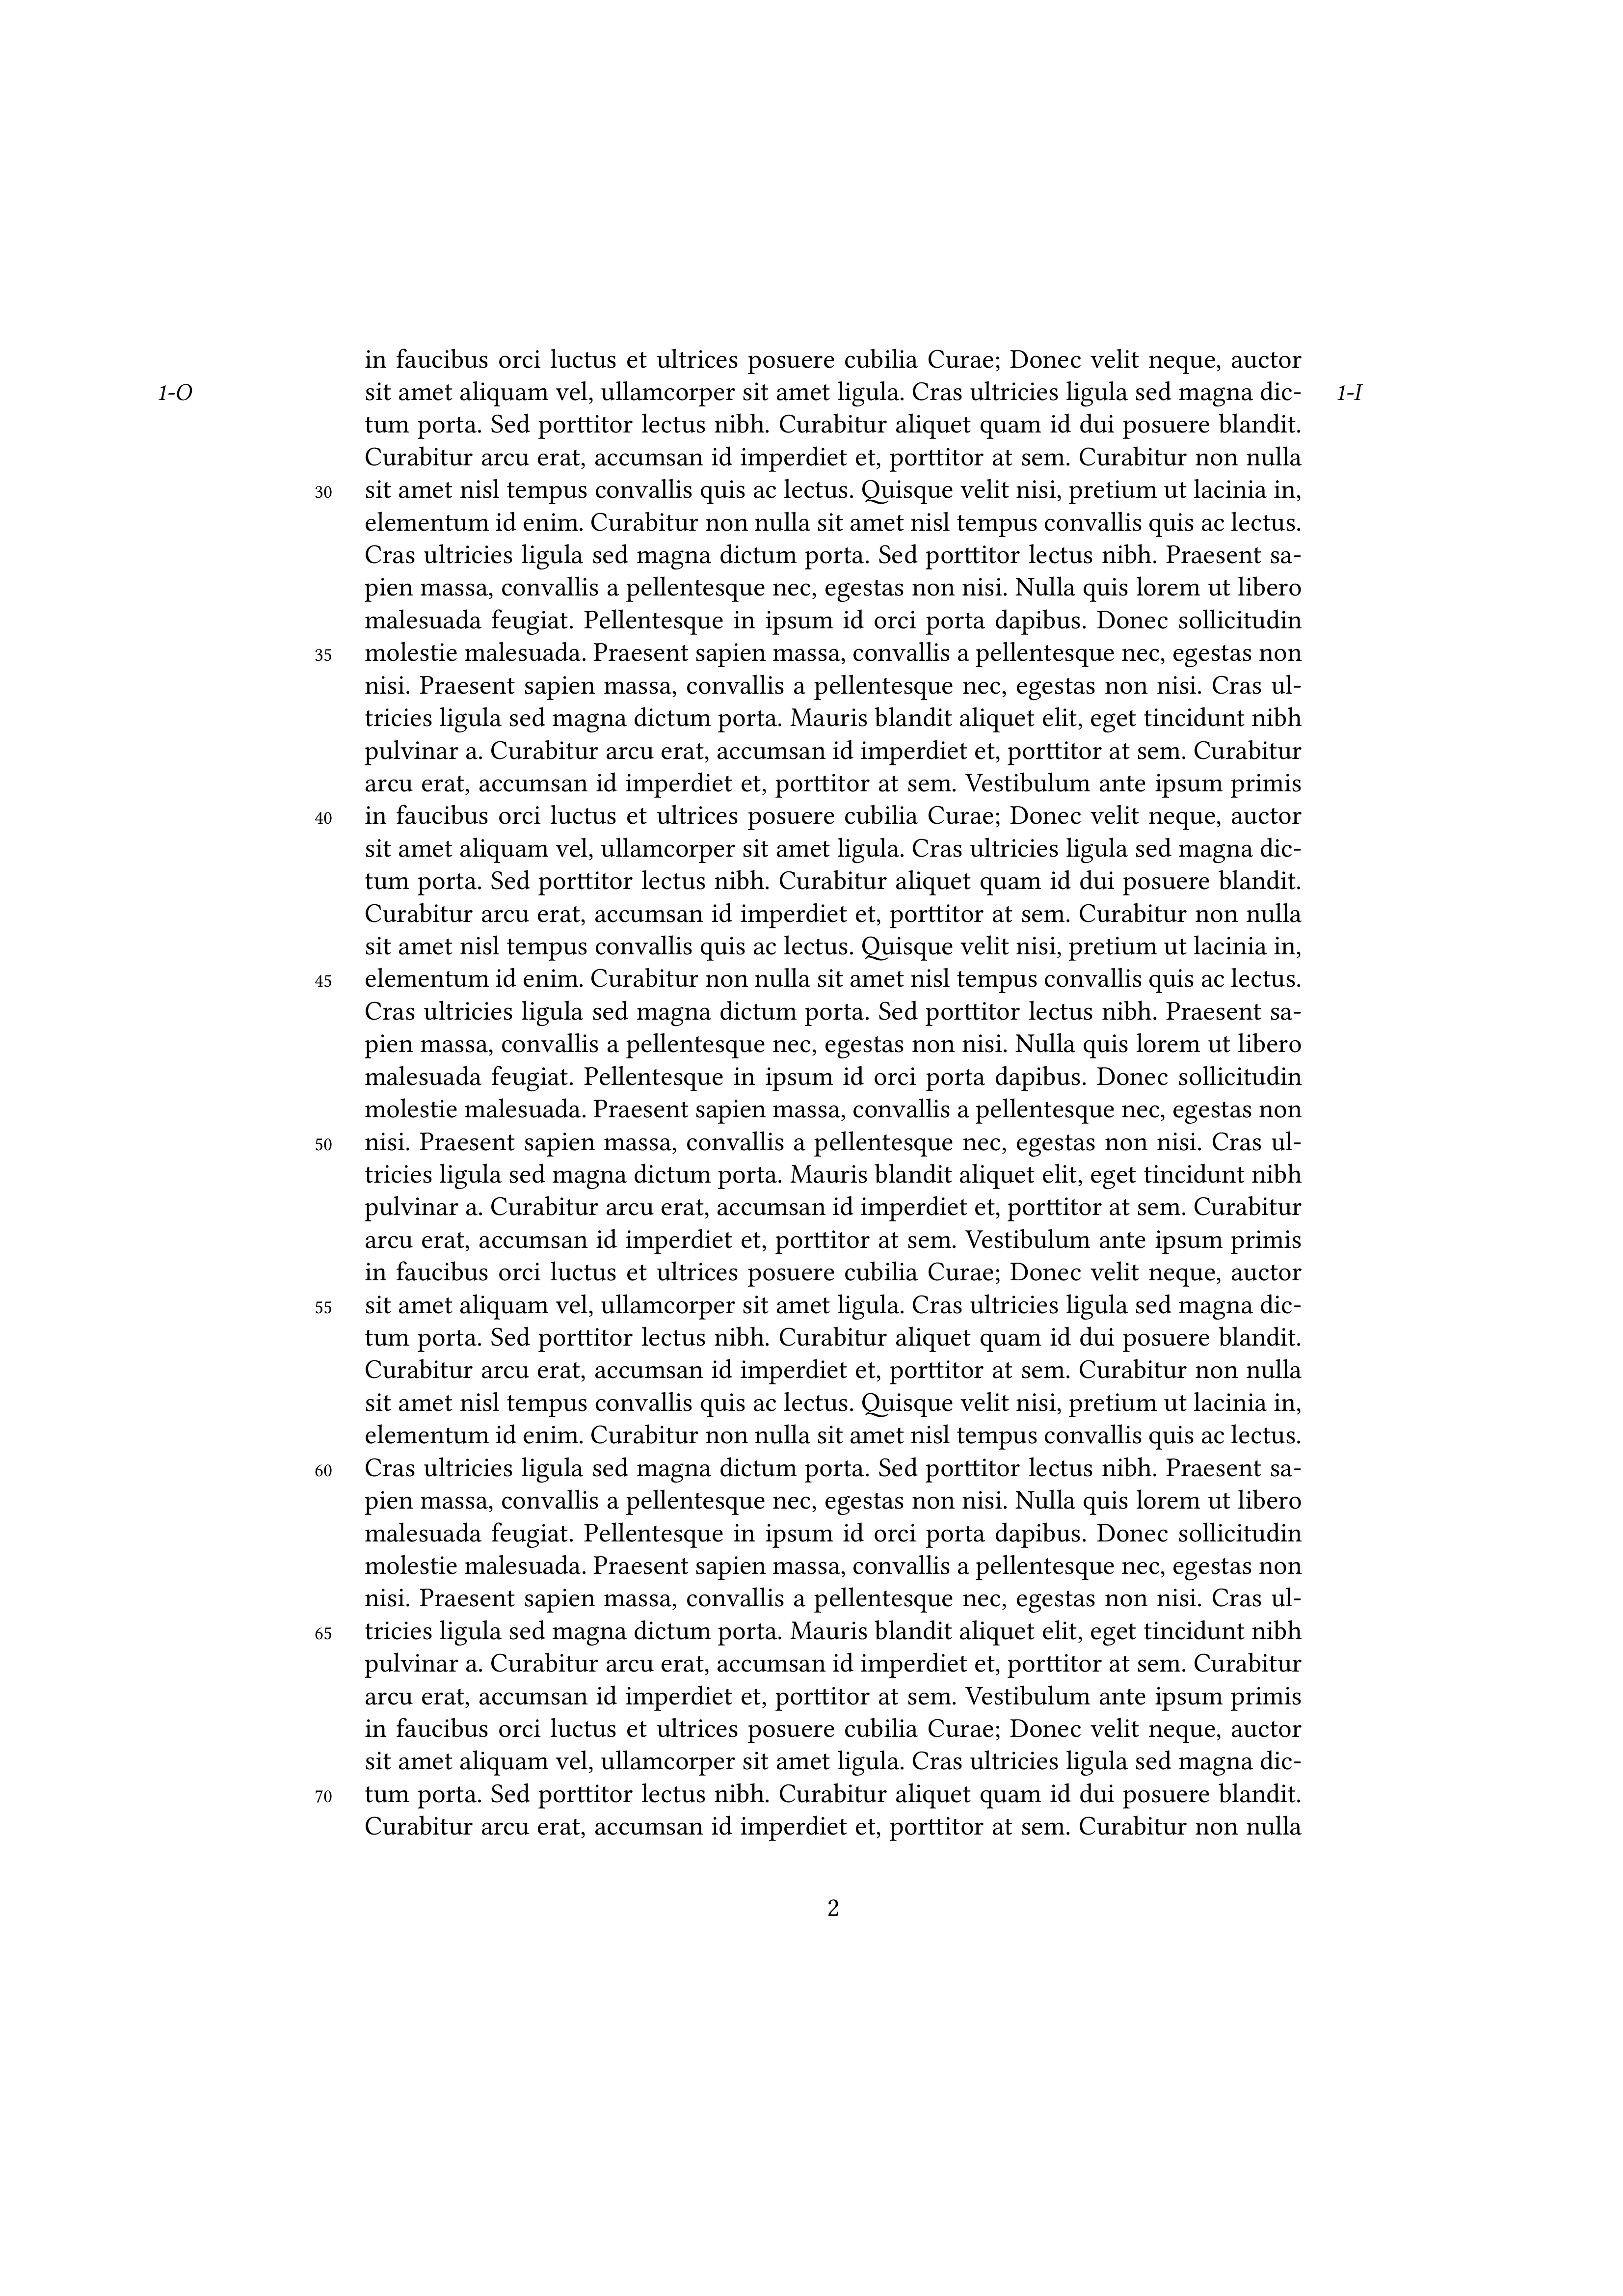 in faucibus orci luctus et ultrices posuere cubilia Curae; Donec velit neque, auctor
1-O sit amet aliquam vel, ullamcorper sit amet ligula. Cras ultricies ligula sed magna dic- 1-I
tum porta. Sed porttitor lectus nibh. Curabitur aliquet quam id dui posuere blandit.
Curabitur arcu erat, accumsan id imperdiet et, porttitor at sem. Curabitur non nulla
30 sit amet nisl tempus convallis quis ac lectus. Quisque velit nisi, pretium ut lacinia in,
elementum id enim. Curabitur non nulla sit amet nisl tempus convallis quis ac lectus.
Cras ultricies ligula sed magna dictum porta. Sed porttitor lectus nibh. Praesent sa-
pien massa, convallis a pellentesque nec, egestas non nisi. Nulla quis lorem ut libero
malesuada feugiat. Pellentesque in ipsum id orci porta dapibus. Donec sollicitudin
35 molestie malesuada. Praesent sapien massa, convallis a pellentesque nec, egestas non
nisi. Praesent sapien massa, convallis a pellentesque nec, egestas non nisi. Cras ul-
tricies ligula sed magna dictum porta. Mauris blandit aliquet elit, eget tincidunt nibh
pulvinar a. Curabitur arcu erat, accumsan id imperdiet et, porttitor at sem. Curabitur
arcu erat, accumsan id imperdiet et, porttitor at sem. Vestibulum ante ipsum primis
40 in faucibus orci luctus et ultrices posuere cubilia Curae; Donec velit neque, auctor
sit amet aliquam vel, ullamcorper sit amet ligula. Cras ultricies ligula sed magna dic-
tum porta. Sed porttitor lectus nibh. Curabitur aliquet quam id dui posuere blandit.
Curabitur arcu erat, accumsan id imperdiet et, porttitor at sem. Curabitur non nulla
sit amet nisl tempus convallis quis ac lectus. Quisque velit nisi, pretium ut lacinia in,
45 elementum id enim. Curabitur non nulla sit amet nisl tempus convallis quis ac lectus.
Cras ultricies ligula sed magna dictum porta. Sed porttitor lectus nibh. Praesent sa-
pien massa, convallis a pellentesque nec, egestas non nisi. Nulla quis lorem ut libero
malesuada feugiat. Pellentesque in ipsum id orci porta dapibus. Donec sollicitudin
molestie malesuada. Praesent sapien massa, convallis a pellentesque nec, egestas non
50 nisi. Praesent sapien massa, convallis a pellentesque nec, egestas non nisi. Cras ul-
tricies ligula sed magna dictum porta. Mauris blandit aliquet elit, eget tincidunt nibh
pulvinar a. Curabitur arcu erat, accumsan id imperdiet et, porttitor at sem. Curabitur
arcu erat, accumsan id imperdiet et, porttitor at sem. Vestibulum ante ipsum primis
in faucibus orci luctus et ultrices posuere cubilia Curae; Donec velit neque, auctor
55 sit amet aliquam vel, ullamcorper sit amet ligula. Cras ultricies ligula sed magna dic-
tum porta. Sed porttitor lectus nibh. Curabitur aliquet quam id dui posuere blandit.
Curabitur arcu erat, accumsan id imperdiet et, porttitor at sem. Curabitur non nulla
sit amet nisl tempus convallis quis ac lectus. Quisque velit nisi, pretium ut lacinia in,
elementum id enim. Curabitur non nulla sit amet nisl tempus convallis quis ac lectus.
60 Cras ultricies ligula sed magna dictum porta. Sed porttitor lectus nibh. Praesent sa-
pien massa, convallis a pellentesque nec, egestas non nisi. Nulla quis lorem ut libero
malesuada feugiat. Pellentesque in ipsum id orci porta dapibus. Donec sollicitudin
molestie malesuada. Praesent sapien massa, convallis a pellentesque nec, egestas non
nisi. Praesent sapien massa, convallis a pellentesque nec, egestas non nisi. Cras ul-
65 tricies ligula sed magna dictum porta. Mauris blandit aliquet elit, eget tincidunt nibh
pulvinar a. Curabitur arcu erat, accumsan id imperdiet et, porttitor at sem. Curabitur
arcu erat, accumsan id imperdiet et, porttitor at sem. Vestibulum ante ipsum primis
in faucibus orci luctus et ultrices posuere cubilia Curae; Donec velit neque, auctor
sit amet aliquam vel, ullamcorper sit amet ligula. Cras ultricies ligula sed magna dic-
70 tum porta. Sed porttitor lectus nibh. Curabitur aliquet quam id dui posuere blandit.
Curabitur arcu erat, accumsan id imperdiet et, porttitor at sem. Curabitur non nulla
2